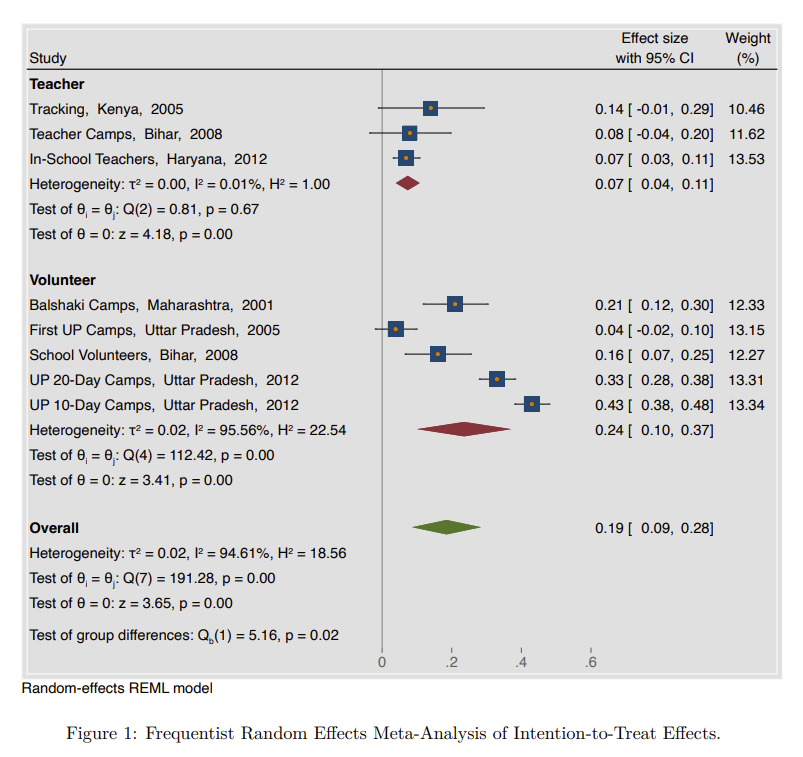 Effect size Weight
Study with 95% CI (%)
Teacher
Tracking, Kenya, 2005 0.14 [ -0.01, 0.29] 10.46
Teacher Camps, Bihar, 2008 0.08 [ -0.04, 0.20] 11.62
In-School Teachers, Haryana, 2012 0.07 [ 0.03, 0.11] 13.53
Heterogeneity: τ² = 0.00, I² = 0.01%, H² = 1.00 0.07 [ 0.04, 0.11]
Test of θᵢ = θⱼ: Q(2) = 0.81, p = 0.67
Test of θ = 0: z = 4.18, p = 0.00
Volunteer
Balshaki Camps, Maharashtra, 2001 0.21 [ 0.12, 0.30] 12.33
First UP Camps, Uttar Pradesh, 2005 0.04 [ -0.02, 0.10] 13.15
School Volunteers, Bihar, 2008 0.16 [ 0.07, 0.25] 12.27
UP 20-Day Camps, Uttar Pradesh, 2012 0.33 [ 0.28, 0.38] 13.31
UP 10-Day Camps, Uttar Pradesh, 2012 0.43 [ 0.38, 0.48] 13.34
Heterogeneity: τ² = 0.02, I² = 95.56%, H² = 22.54 0.24 [ 0.10, 0.37]
Test of θᵢ = θⱼ: Q(4) = 112.42, p = 0.00
Test of θ = 0: z = 3.41, p = 0.00
Overall 0.19 [ 0.09, 0.28]
Heterogeneity: τ² = 0.02, I² = 94.61%, H² = 18.56
Test of θᵢ = θⱼ: Q(7) = 191.28, p = 0.00
Test of θ = 0: z = 3.65, p = 0.00
Test of group differences: Q_b(1) = 5.16, p = 0.02
0 .2 .4 .6
Random-effects REML model
Figure 1: Frequentist Random Effects Meta-Analysis of Intention-to-Treat Effects.